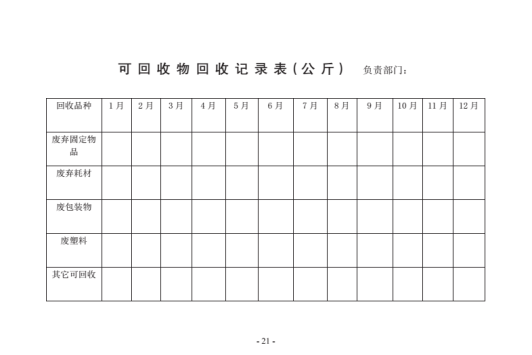 可回收物回收记录表(公斤) 负责部门:
回收品种 1月 2月 3月 4月 5月 6月 7月 8月 9月 10月 11月 12月
废弃固定物
品
废弃耗材
废包装物
废塑料
其它可回收
- 21 -